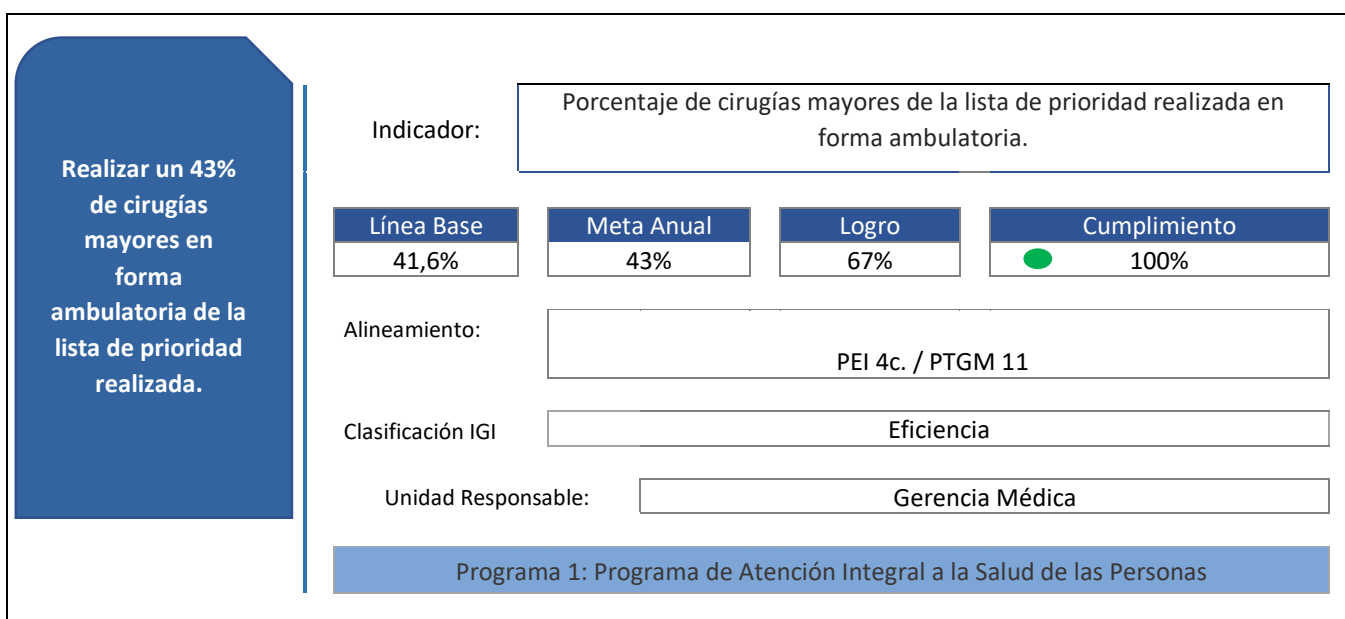 Realizar un 43%
de cirugías
mayores en
forma
ambulatoria de la
lista de prioridad
realizada.
Indicador:
Porcentaje de cirugías mayores de la lista de prioridad realizada en
forma ambulatoria.
Línea Base
Meta Anual
Logro
Cumplimiento
41,6%
43%
67%
100%
Alineamiento:
PEI 4c. / PTGM 11
Clasificación IGI
Eficiencia
Unidad Responsable:
Gerencia Médica
Programa 1: Programa de Atención Integral a la Salud de las Personas